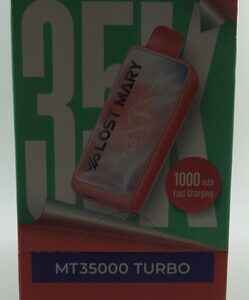 35K
LOST MARY
1000 mAh
Fast Charging
MT35000 TURBO